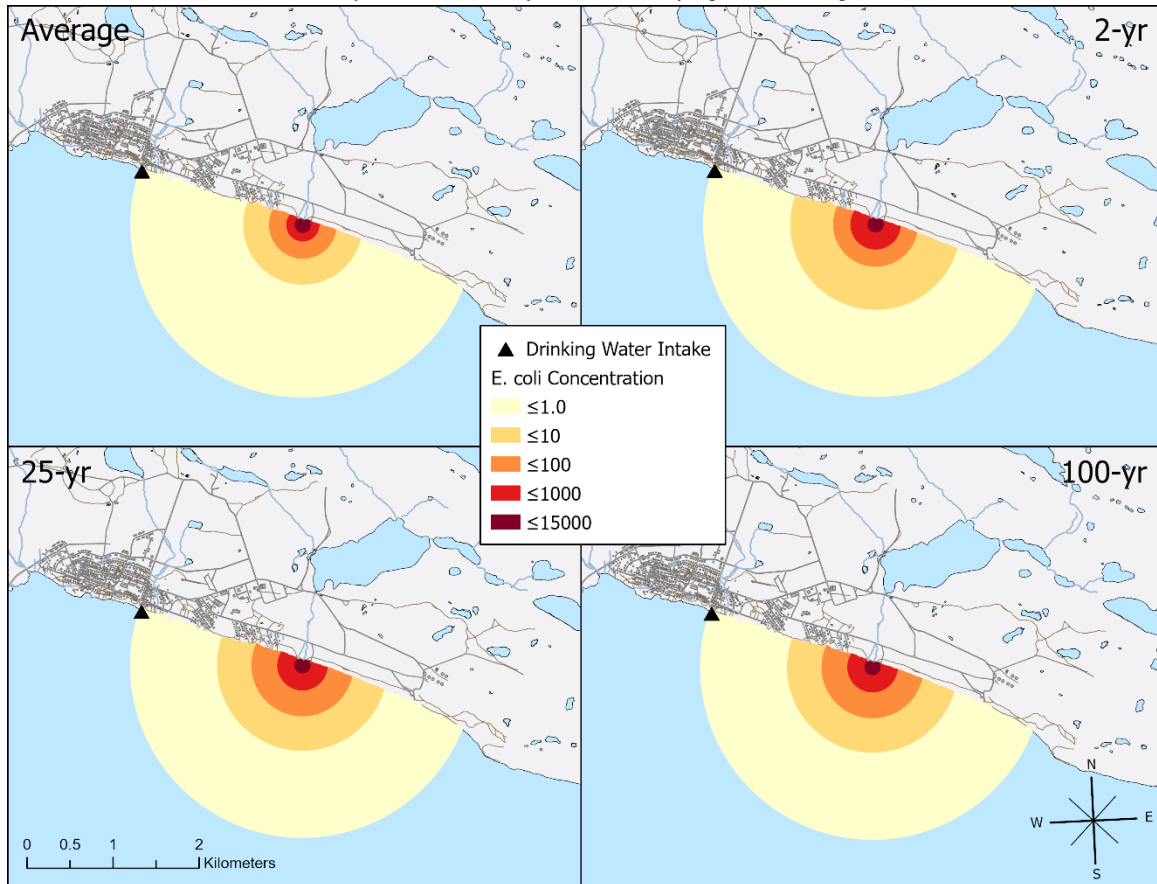 Average
2-yr
Drinking Water Intake
E. coli Concentration
≤1.0
≤10
≤100
≤1000
≤15000
25-yr
100-yr
0 0.5 1 2
Kilometers
N
W E
S